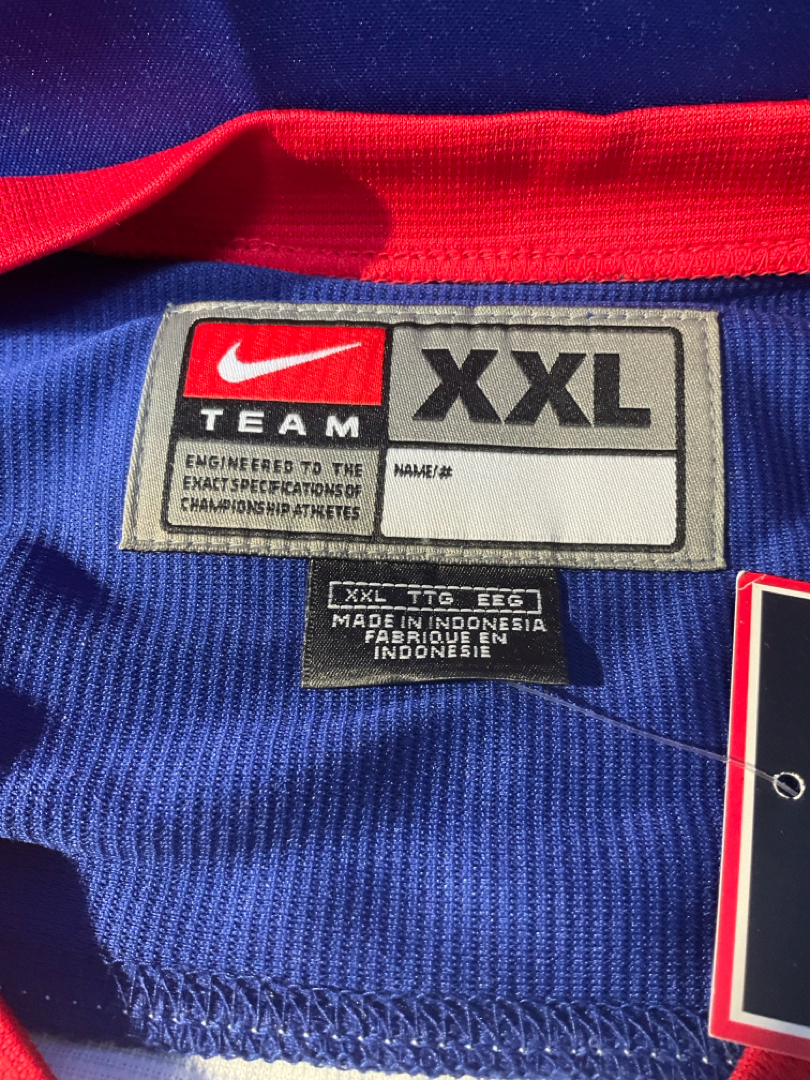 TEAM
XXL
ENGINEERED TO THE
EXACT SPECIFICATIONS OF
CHAMPIONSHIP ATHLETES
NAME/#
XXL TTG EEG
MADE IN INDONESIA
FABRIQUE EN
INDONESIE